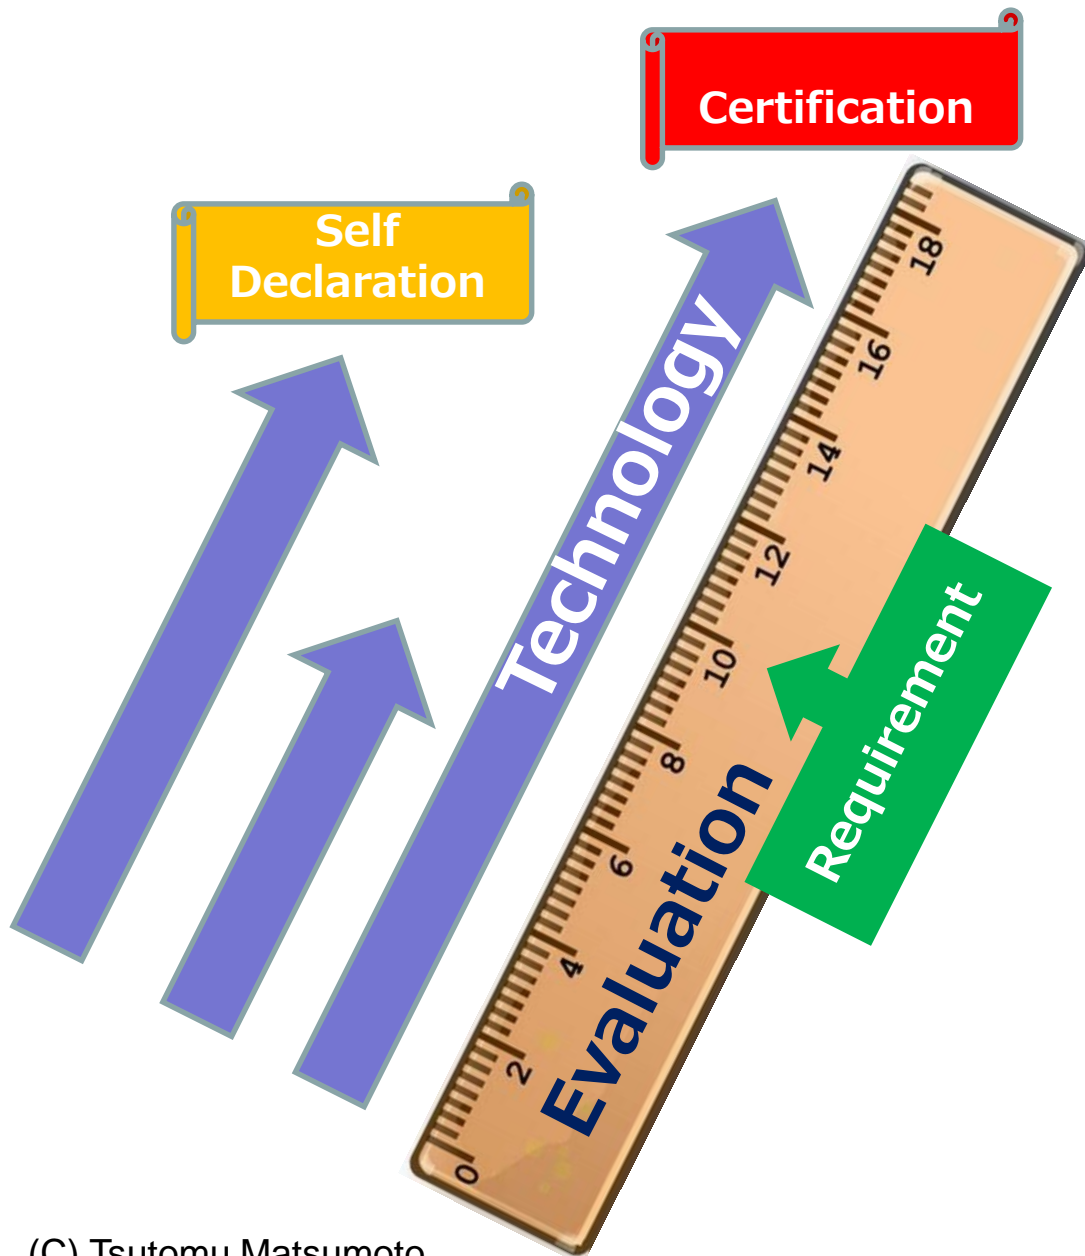 Certification
Self
Declaration
Technology
18
16
14
12
10
8
6
4
2
0
Requirement
Evaluation
(C) Tsutomu Matsumoto